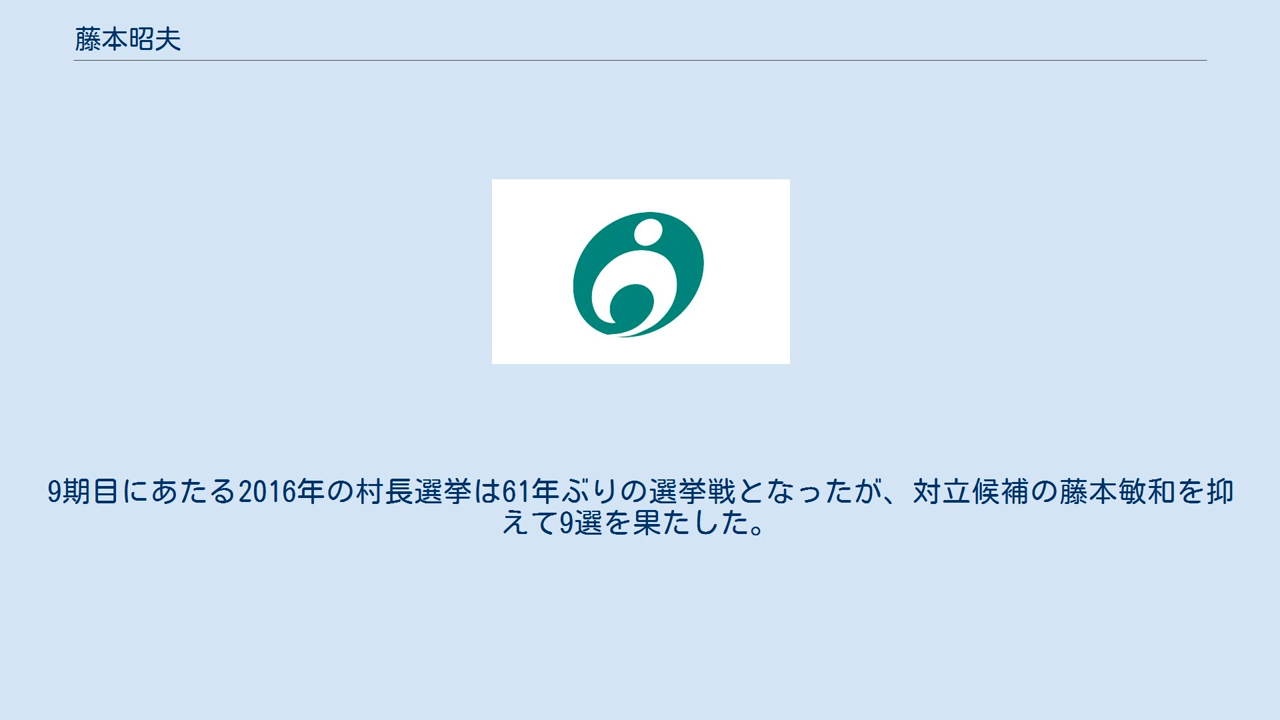 藤本昭夫
9期目にあたる2016年の村長選挙は61年ぶりの選挙戦となったが、対立候補の藤本敏和を抑
えて9選を果たした。